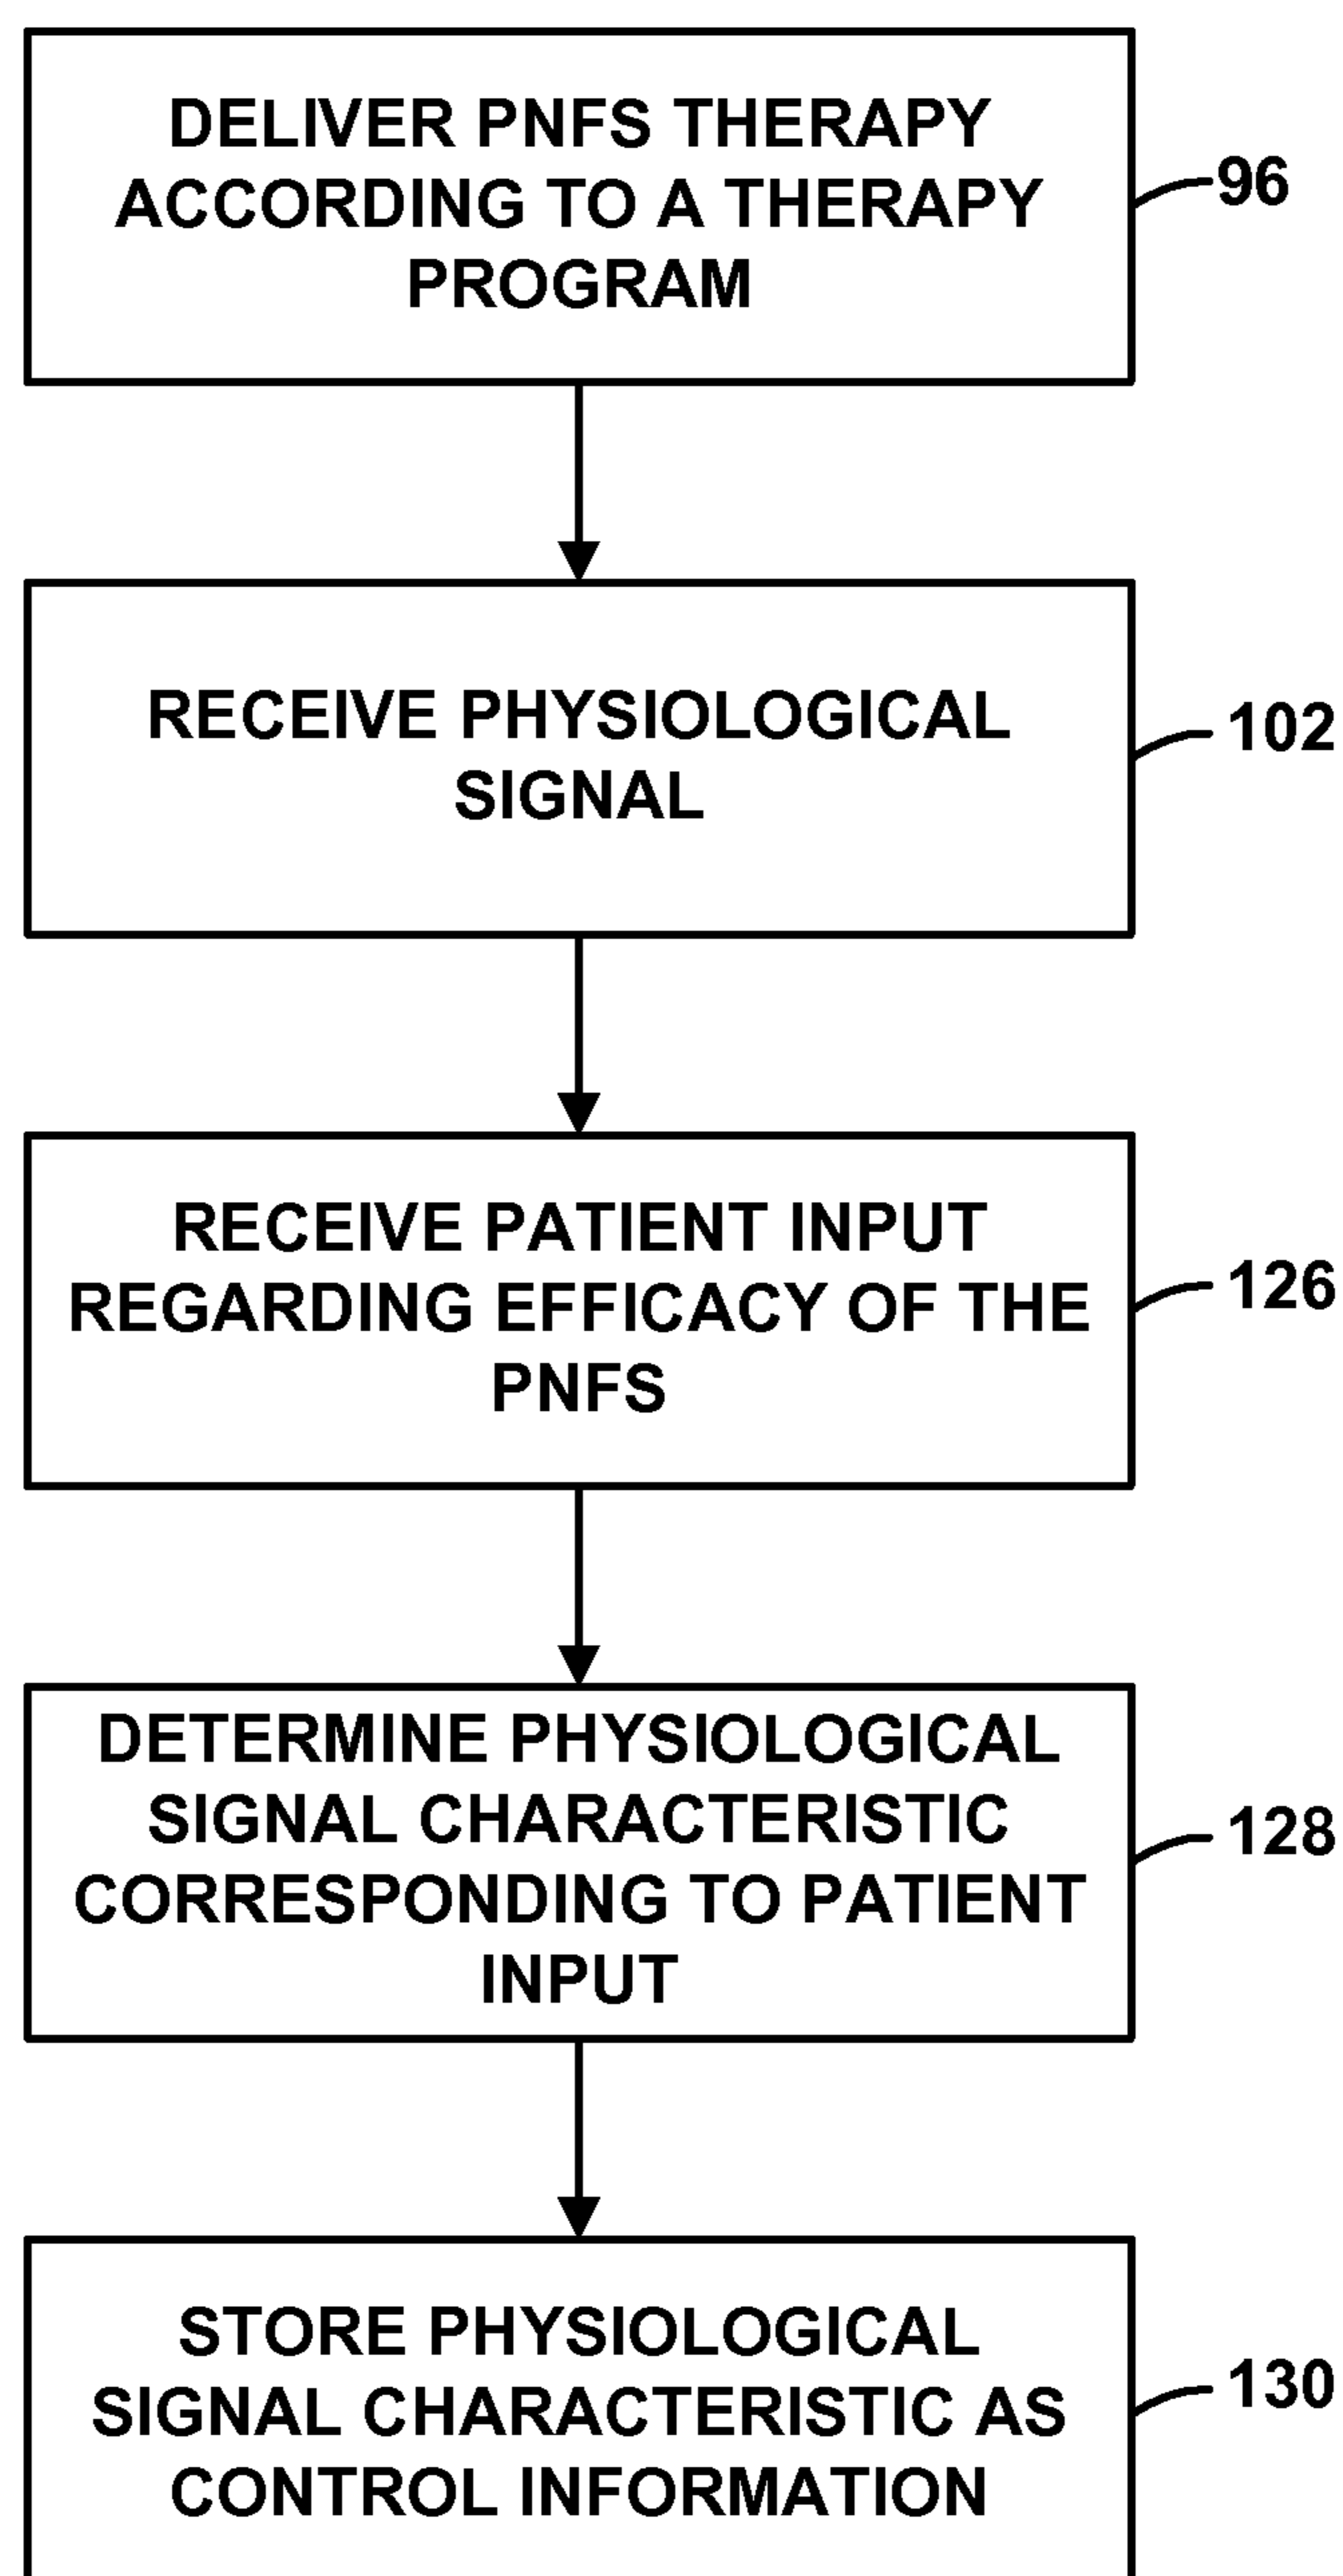 DELIVER PNFS THERAPY
ACCORDING TO A THERAPY
PROGRAM
96
RECEIVE PHYSIOLOGICAL
SIGNAL
102
RECEIVE PATIENT INPUT
REGARDING EFFICACY OF THE
PNFS
126
DETERMINE PHYSIOLOGICAL
SIGNAL CHARACTERISTIC
CORRESPONDING TO PATIENT
INPUT
128
STORE PHYSIOLOGICAL
SIGNAL CHARACTERISTIC AS
CONTROL INFORMATION
130